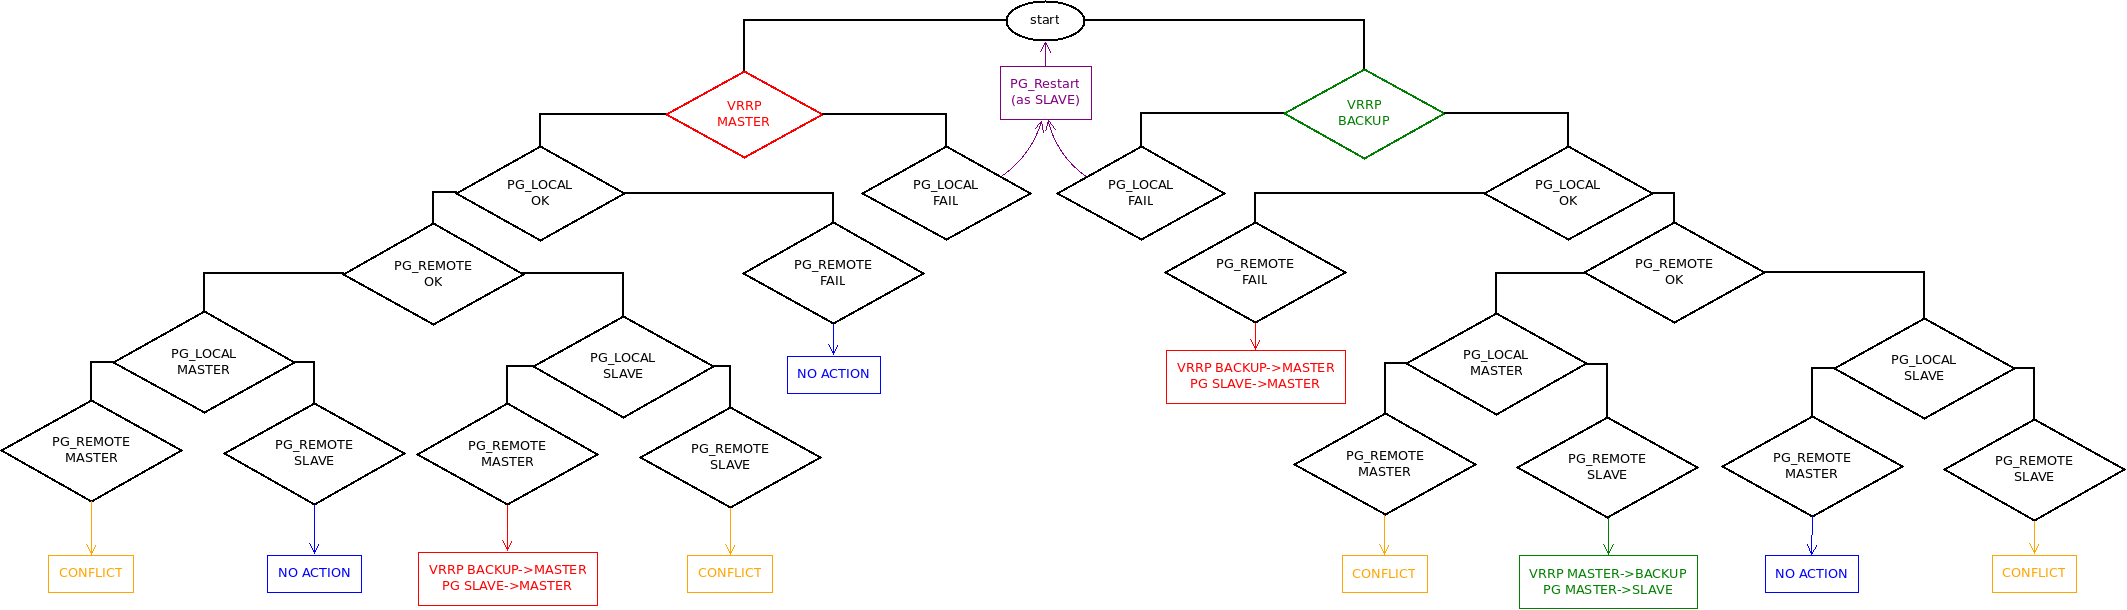 start
PG_Restart
(as SLAVE)
VRRP
MASTER
VRRP
BACKUP
PG_LOCAL
OK
PG_LOCAL
FAIL
PG_LOCAL
FAIL
PG_LOCAL
OK
PG_REMOTE
OK
PG_REMOTE
FAIL
PG_REMOTE
FAIL
PG_REMOTE
OK
PG_LOCAL
MASTER
PG_LOCAL
SLAVE
NO ACTION
VRRP BACKUP->MASTER
PG SLAVE->MASTER
PG_LOCAL
MASTER
PG_LOCAL
SLAVE
PG_REMOTE
MASTER
PG_REMOTE
SLAVE
PG_REMOTE
MASTER
PG_REMOTE
SLAVE
PG_REMOTE
MASTER
PG_REMOTE
SLAVE
PG_REMOTE
MASTER
PG_REMOTE
SLAVE
CONFLICT
NO ACTION
VRRP BACKUP->MASTER
PG SLAVE->MASTER
CONFLICT
CONFLICT
VRRP MASTER->BACKUP
PG MASTER->SLAVE
NO ACTION
CONFLICT